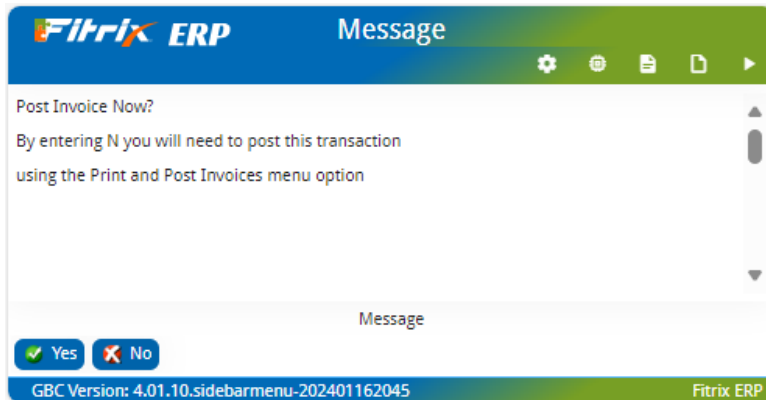 Fitrix ERP
Message
Post Invoice Now?
By entering N you will need to post this transaction
using the Print and Post Invoices menu option
Message
Yes
No
GBC Version: 4.01.10.sidebarmenu-202401162045
Fitrix ERP